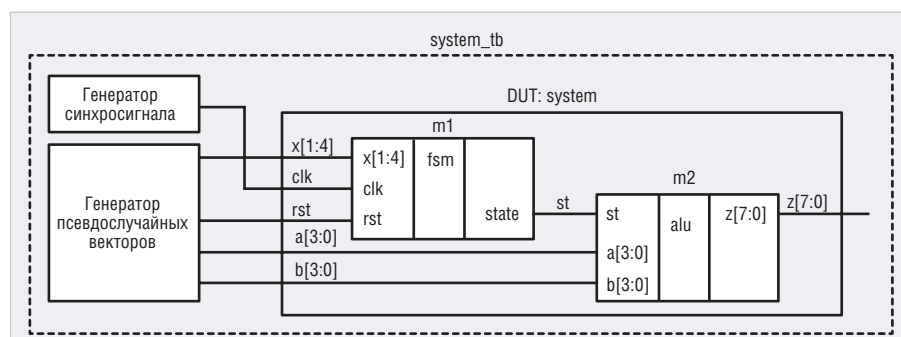 system_tb
Генератор
синхросигнала
DUT: system
m1
x[1:4]
x[1:4]
fsm
clk
clk
Генератор
псевдослучайных
векторов
rst
rst
state
st
a[3:0]
b[3:0]
m2
st
alu
z[7:0]
z[7:0]
a[3:0]
b[3:0]